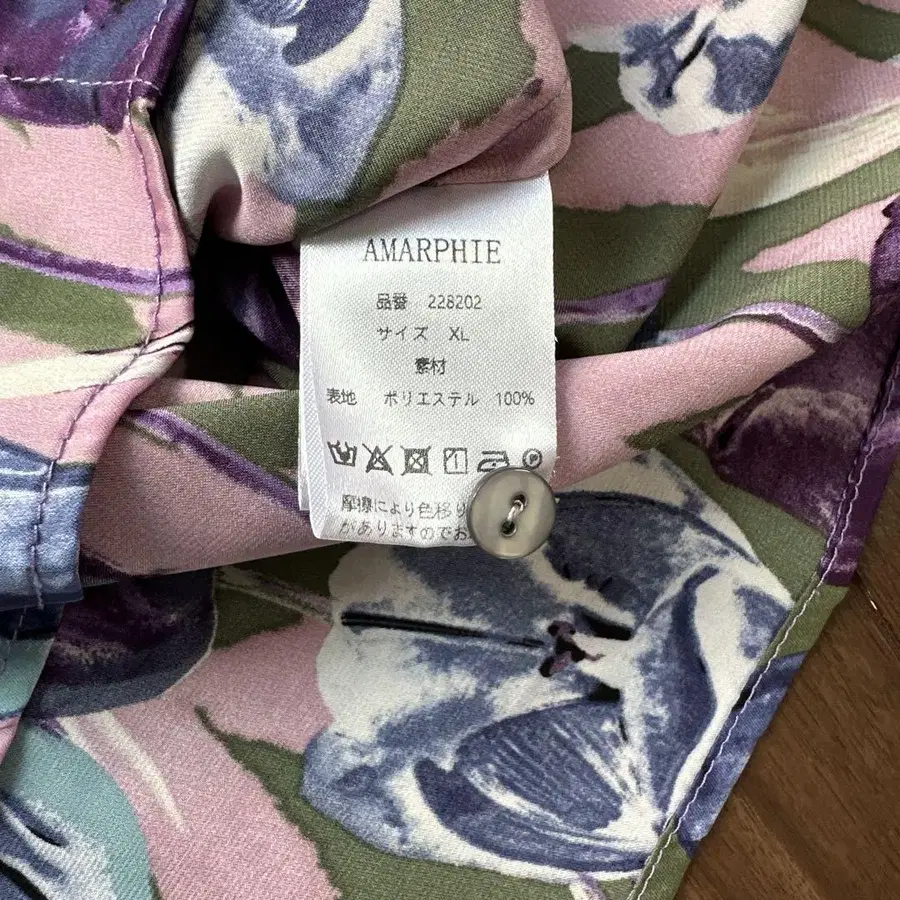 AMARPHIE
品番 228202
サイズ XL
素材
表地 ポリエステル 100%
摩擦により色移り
がありますのでお